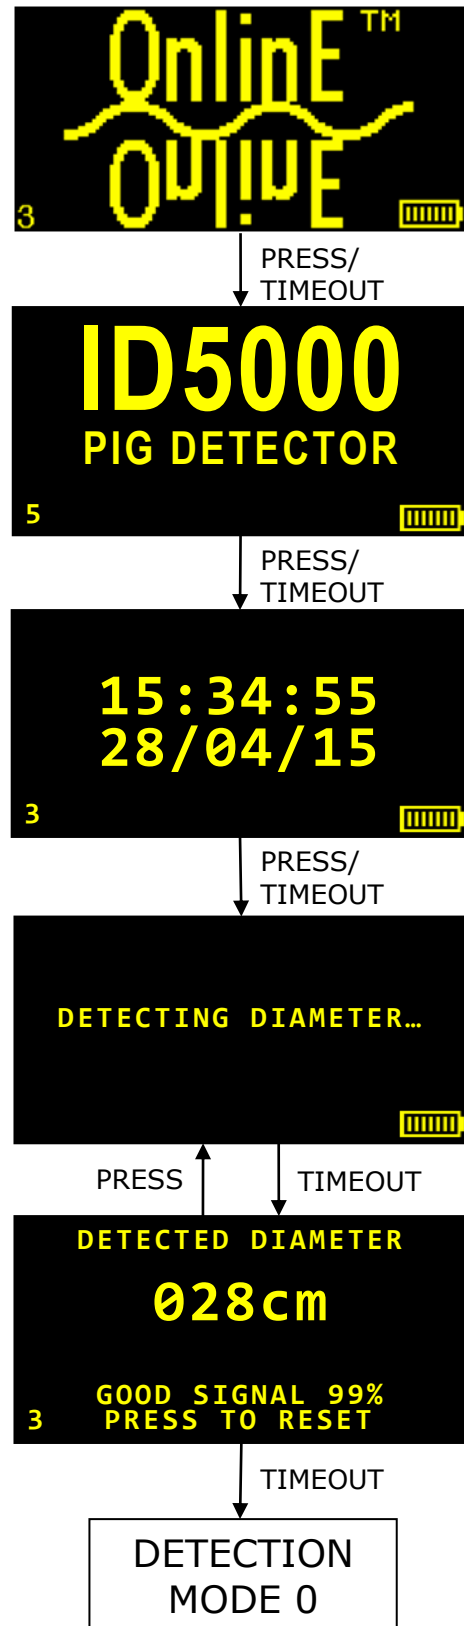 OnlinE™
OnlinE
3
PRESS/
TIMEOUT
ID5000
PIG DETECTOR
5
PRESS/
TIMEOUT
15:34:55
28/04/15
3
PRESS/
TIMEOUT
DETECTING DIAMETER…
PRESS
TIMEOUT
DETECTED DIAMETER
028cm
GOOD SIGNAL 99%
3 PRESS TO RESET
TIMEOUT
DETECTION
MODE 0